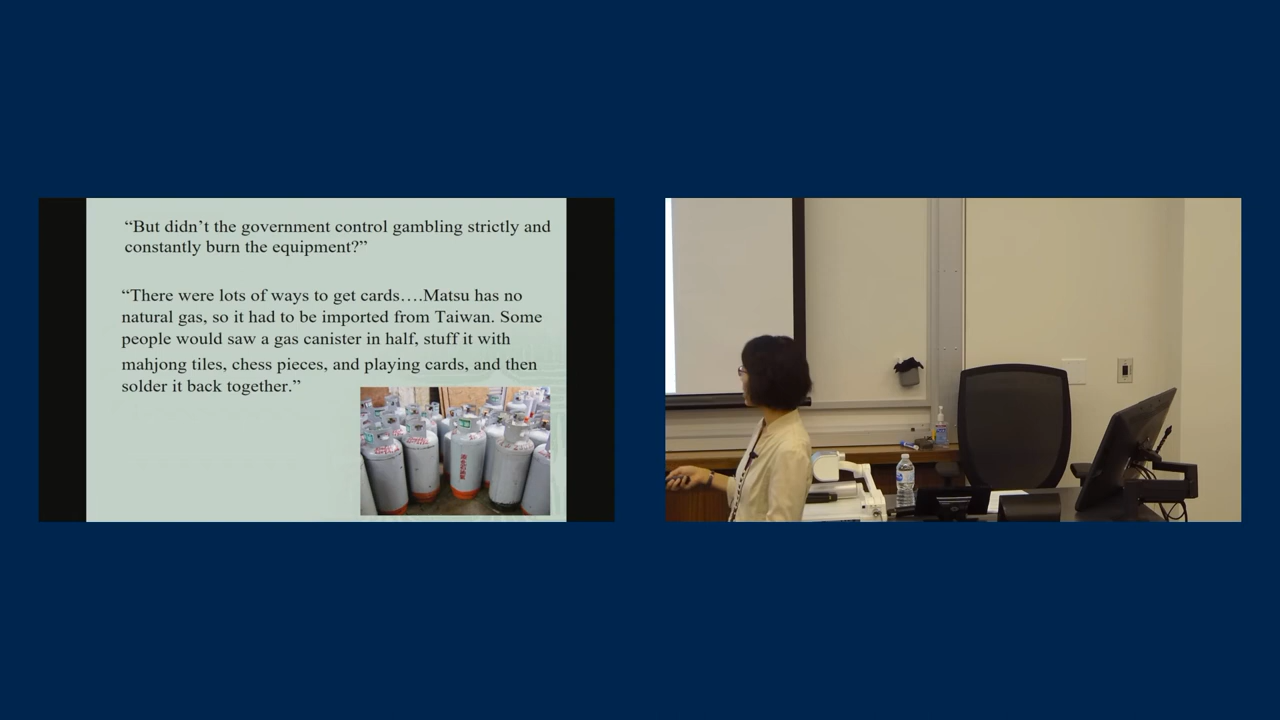 “But didn’t the government control gambling strictly and
constantly burn the equipment?”
“There were lots of ways to get cards….Matsu has no
natural gas, so it had to be imported from Taiwan. Some
people would saw a gas canister in half, stuff it with
mahjong tiles, chess pieces, and playing cards, and then
solder it back together.”